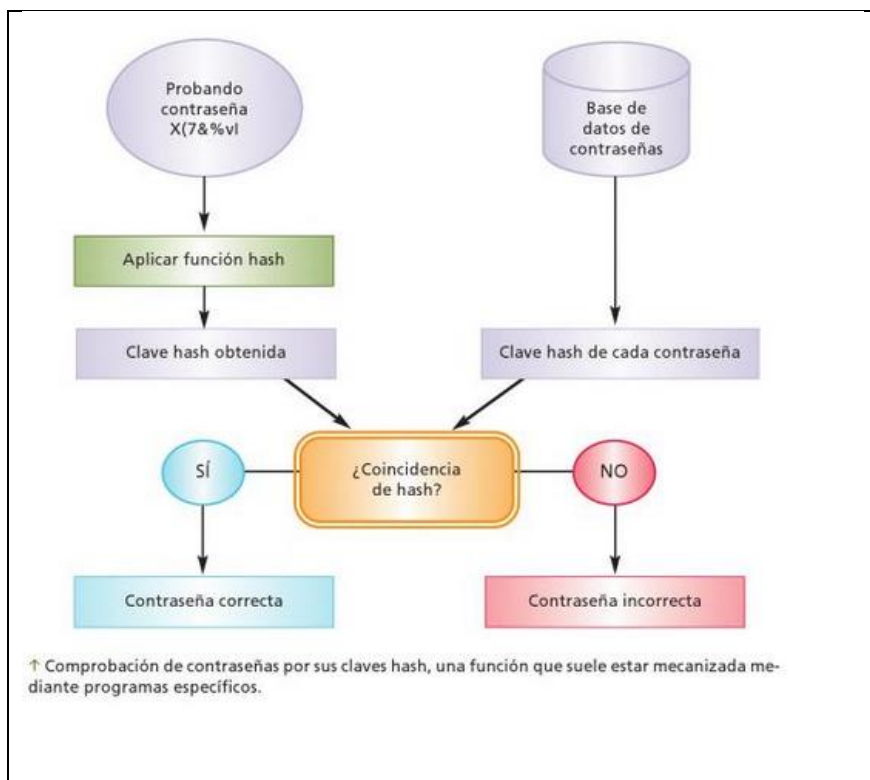 Probando
contraseña
X(7&%vl
Base de
datos de
contraseñas
Aplicar función hash
Clave hash obtenida
Clave hash de cada contraseña
SÍ
¿Coincidencia
de hash?
NO
Contraseña correcta
Contraseña incorrecta
↑ Comprobación de contraseñas por sus claves hash, una función que suele estar mecanizada me-
diante programas específicos.